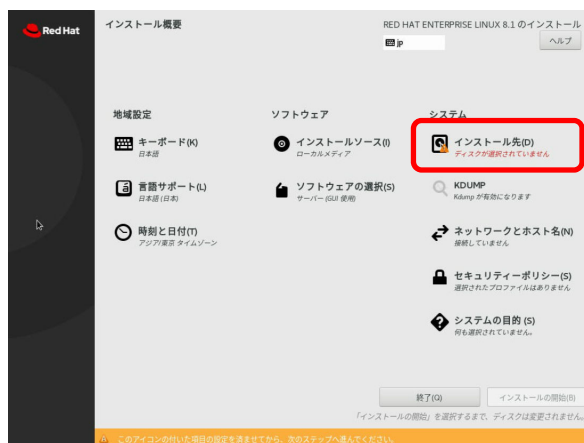 Red Hat
インストール概要
RED HAT ENTERPRISE LINUX 8.1 のインストール
jp
ヘルプ
地域設定
キーボード(K)
日本語
言語サポート(L)
日本語 (日本)
時刻と日付(T)
アジア/東京 タイムゾーン
ソフトウェア
インストールソース(I)
ローカルメディア
ソフトウェアの選択(S)
サーバー (GUI 使用)
システム
インストール先(D)
ディスクが選択されていません
KDUMP
Kdump が有効になります
ネットワークとホスト名(N)
接続していません
セキュリティーポリシー(S)
選択されたプロファイルはありません
システムの目的 (S)
何も選択されていません。
終了(Q)
インストールの開始(B)
「インストールの開始」を選択するまで、ディスクは変更されません。
このアイコンの付いた項目の設定を済ませてから、次のステップへ進んでください。